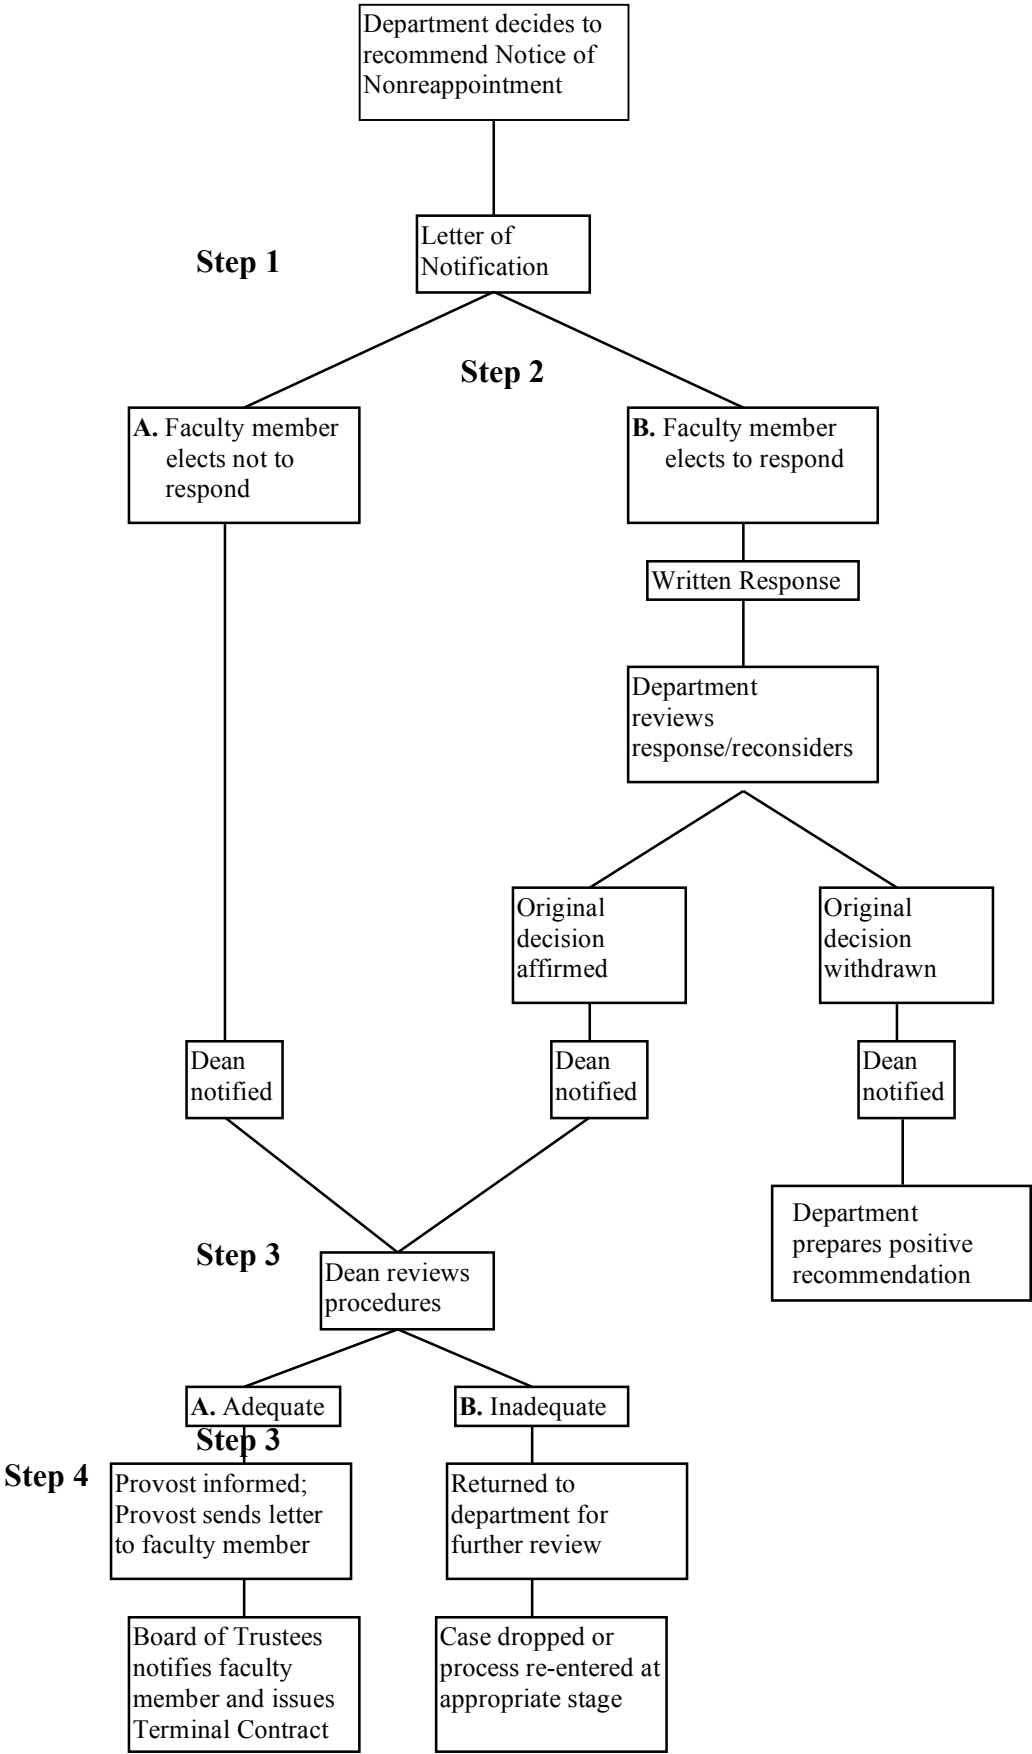 Department decides to
recommend Notice of
Nonreappointment
Step 1
Letter of
Notification
Step 2
A. Faculty member
elects not to
respond
B. Faculty member
elects to respond
Written Response
Department
reviews
response/reconsiders
Original
decision
affirmed
Original
decision
withdrawn
Dean
notified
Dean
notified
Dean
notified
Department
prepares positive
recommendation
Step 3
Dean reviews
procedures
A. Adequate
B. Inadequate
Step 3
Step 4
Provost informed;
Provost sends letter
to faculty member
Returned to
department for
further review
Board of Trustees
notifies faculty
member and issues
Terminal Contract
Case dropped or
process re-entered at
appropriate stage